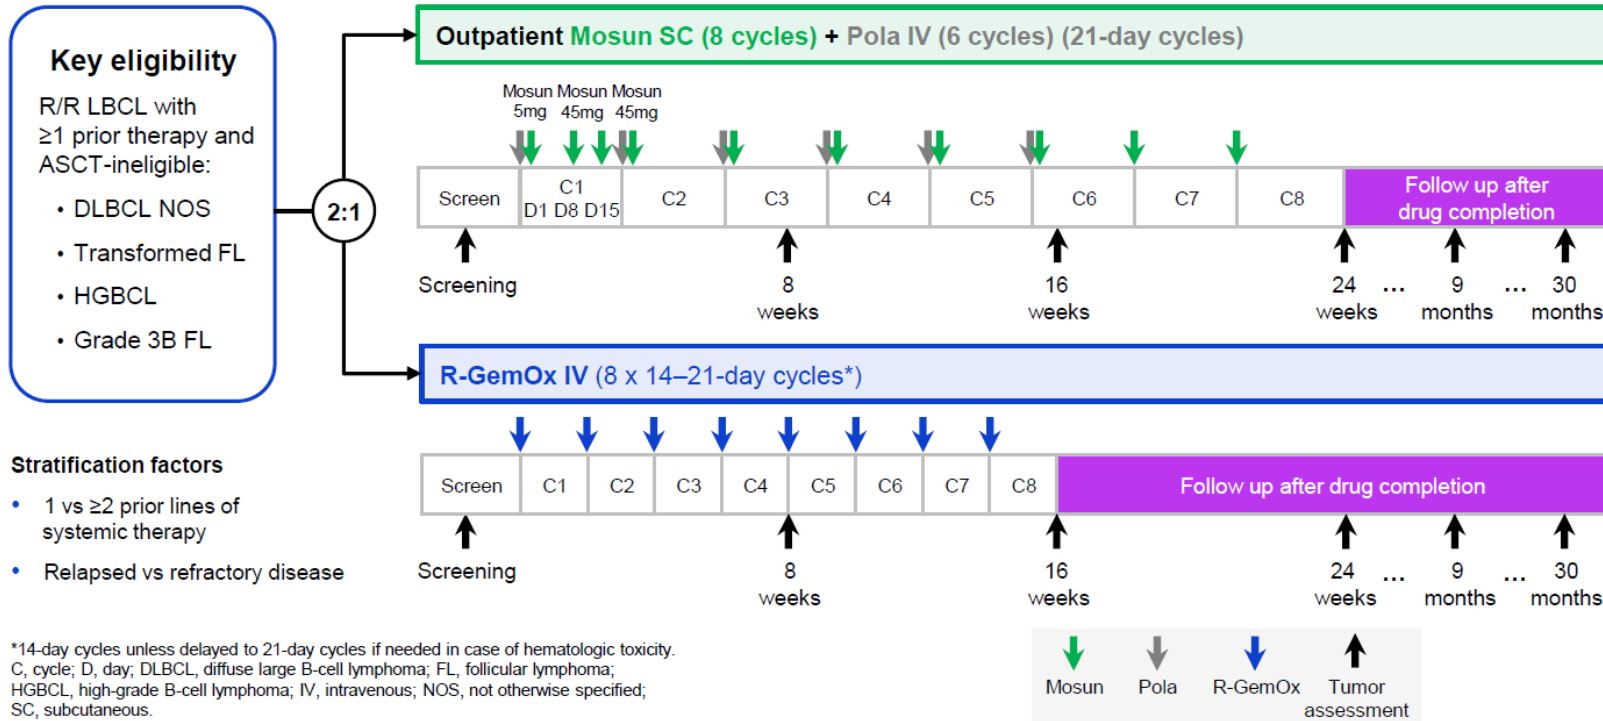 Key eligibility
R/R LBCL with
≥1 prior therapy and
ASCT-ineligible:
• DLBCL NOS
• Transformed FL
• HGBCL
• Grade 3B FL
2:1
Stratification factors
• 1 vs ≥2 prior lines of
systemic therapy
• Relapsed vs refractory disease
Outpatient Mosun SC (8 cycles) + Pola IV (6 cycles) (21-day cycles)
Mosun Mosun Mosun
5mg 45mg 45mg
Screen C1 C2 C3 C4 C5 C6 C7 C8 Follow up after
D1 D8 D15 drug completion
Screening 8 16 24 ... 9 ... 30
weeks weeks weeks months months
R-GemOx IV (8 x 14–21-day cycles*)
Screen C1 C2 C3 C4 C5 C6 C7 C8 Follow up after drug completion
Screening 8 16 24 ... 9 ... 30
weeks weeks weeks months months
*14-day cycles unless delayed to 21-day cycles if needed in case of hematologic toxicity.
C, cycle; D, day; DLBCL, diffuse large B-cell lymphoma; FL, follicular lymphoma;
HGBCL, high-grade B-cell lymphoma; IV, intravenous; NOS, not otherwise specified;
SC, subcutaneous.
Mosun Pola R-GemOx Tumor
assessment